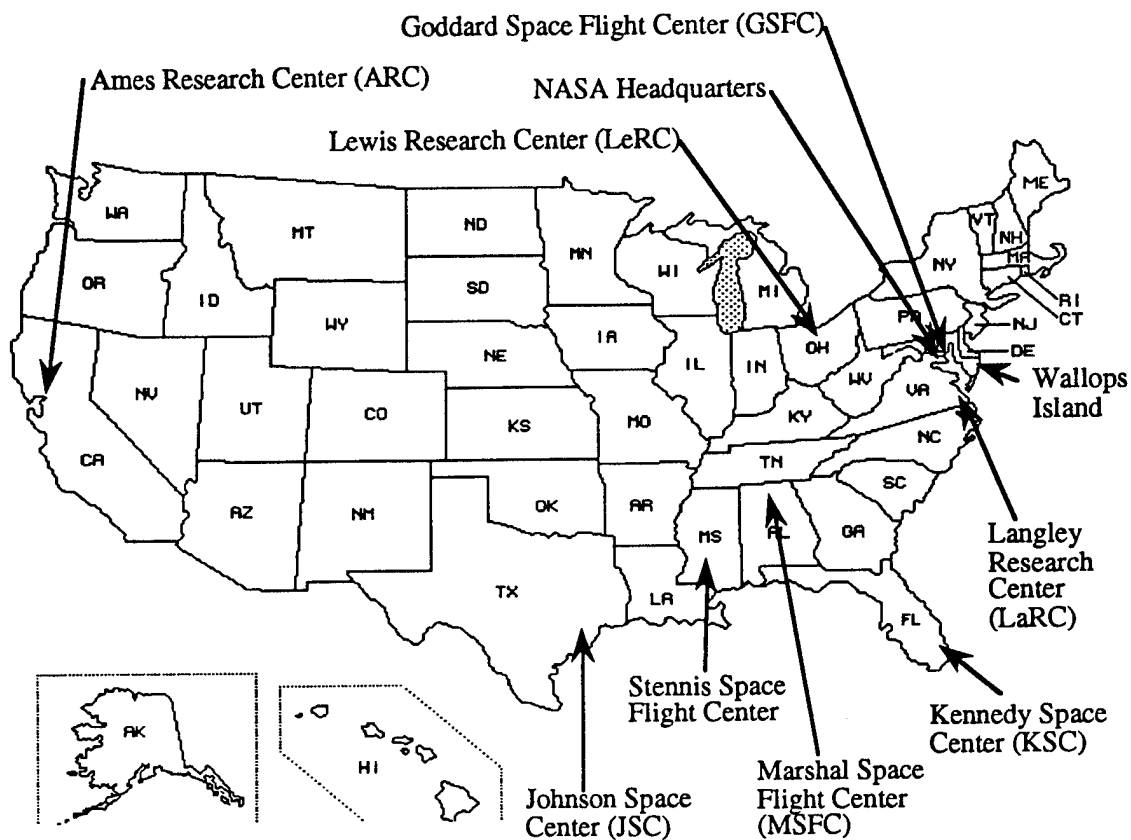 Goddard Space Flight Center (GSFC)
Ames Research Center (ARC)
NASA Headquarters
Lewis Research Center (LeRC)
WA
MT
ND
MN
ME
VT
NH
OR
ID
SD
WI
MI
NY
MA
RI
CT
WY
IA
PA
NJ
NE
OH
DE
NV
UT
CO
IL
IN
WV
VA
Wallops
Island
CA
KS
MO
KY
NC
TN
AZ
NM
OK
AR
SC
MS
AL
GA
Langley
Research
Center
(LaRC)
TX
LA
FL
Stennis Space
Flight Center
Kennedy Space
Center (KSC)
AK
HI
Marshal Space
Flight Center
(MSFC)
Johnson Space
Center (JSC)